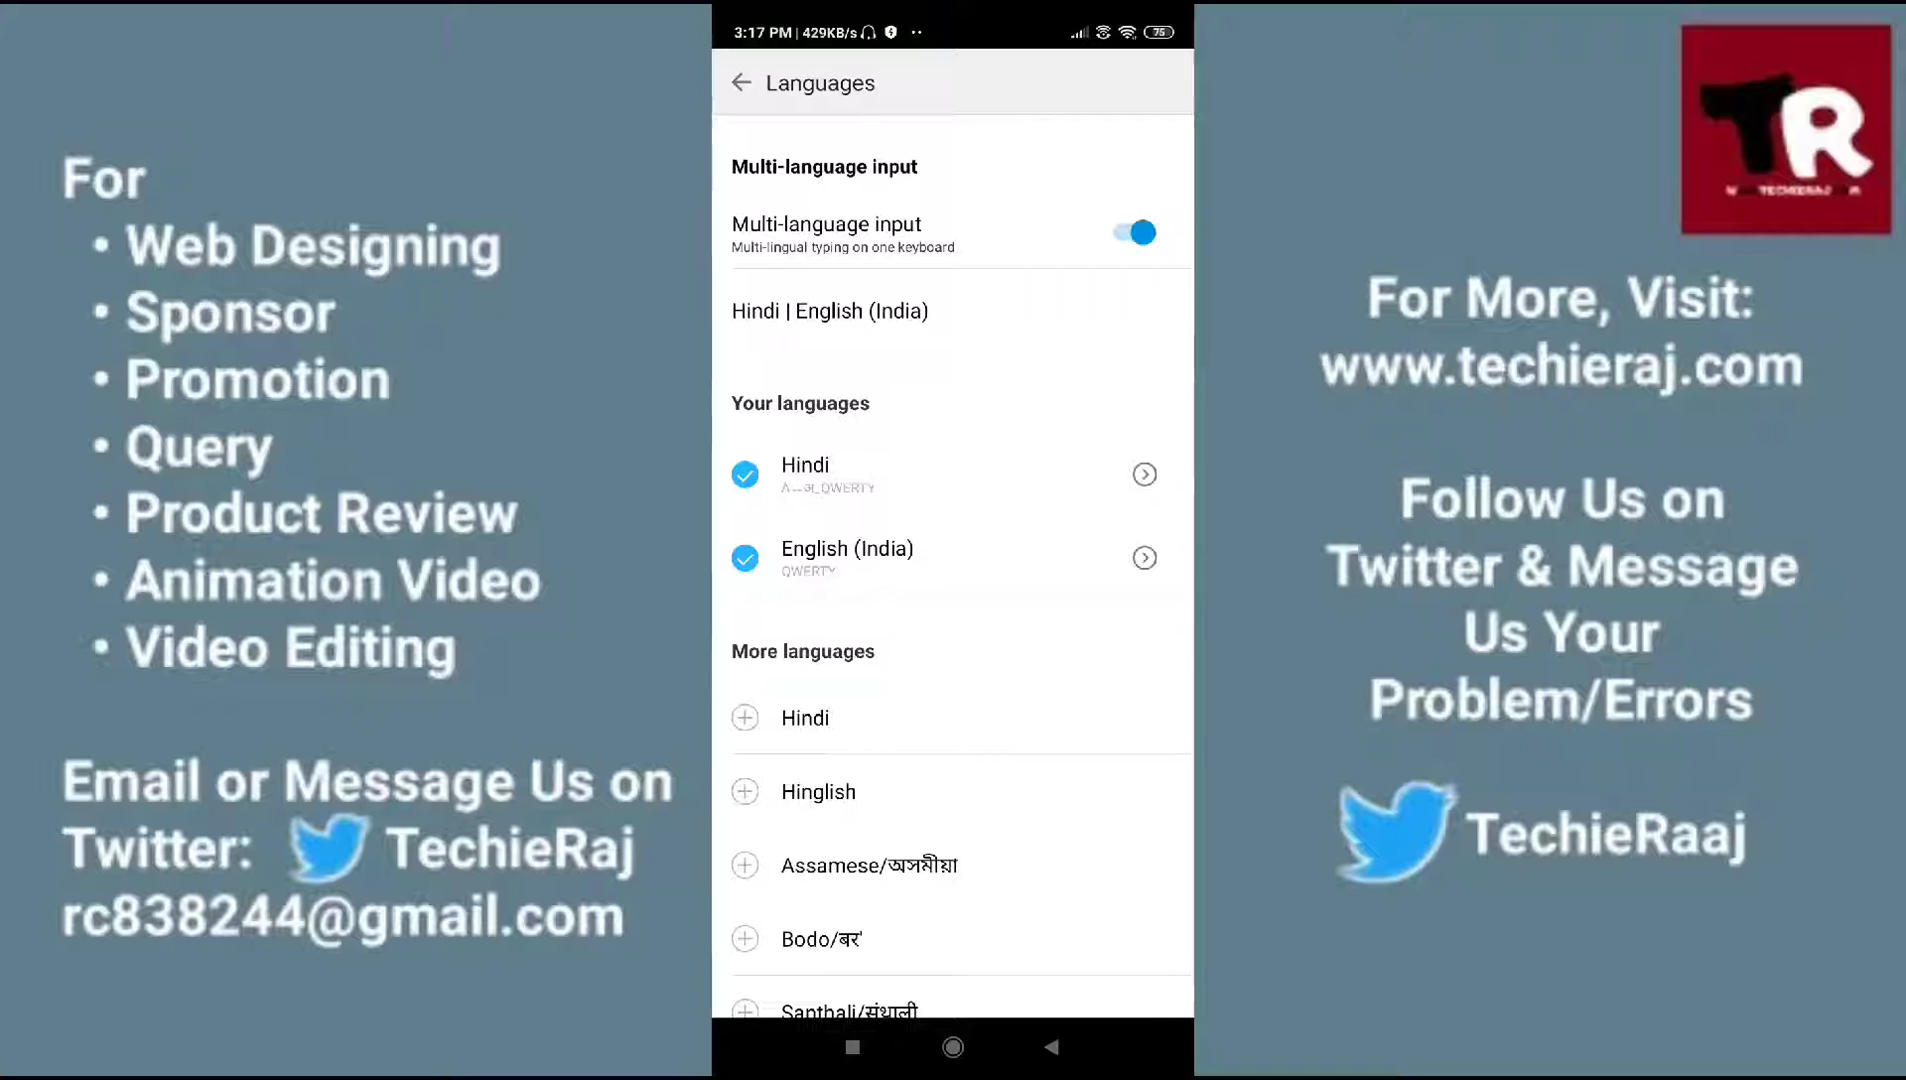 For
• Web Designing
• Sponsor
• Promotion
• Query
• Product Review
• Animation Video
• Video Editing
Email or Message Us on
Twitter: TechieRaj
rc838244@gmail.com
3:17 PM | 429KB/s
75
Languages
Multi-language input
Multi-language input
Multi-lingual typing on one keyboard
Hindi | English (India)
Your languages
Hindi
QWERTY
English (India)
QWERTY
More languages
Hindi
Hinglish
Assamese/অসমীয়া
Bodo/बर'
Santhali/संथाली
TR
For More, Visit:
www.techieraj.com
Follow Us on
Twitter & Message
Us Your
Problem/Errors
TechieRaaj